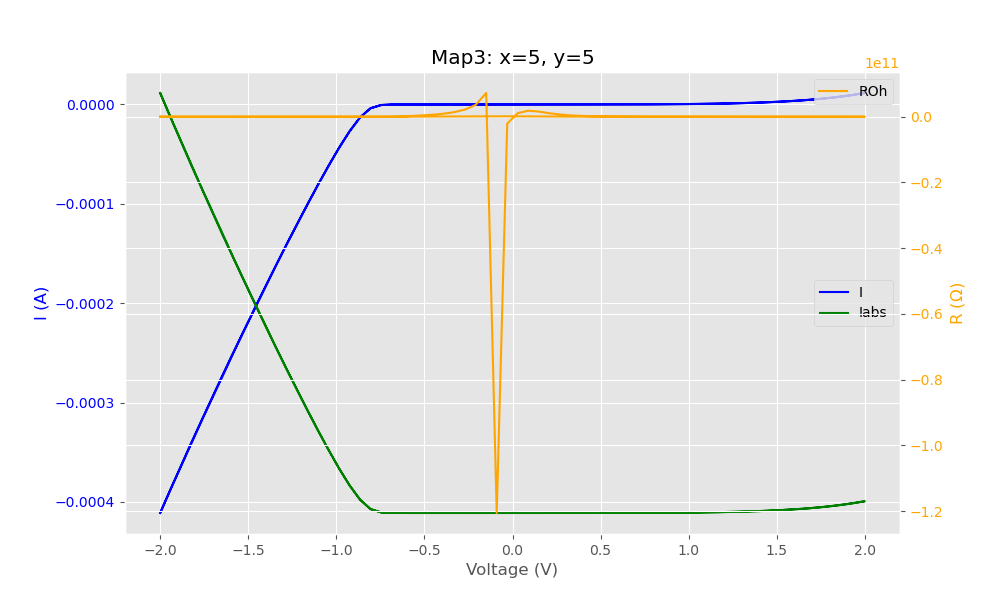 Map3: x=5, y=5
1e11
ROh
0.0000
−0.0001
−0.0002
−0.0003
−0.0004
I (A)
0.0
−0.2
−0.4
−0.6
−0.8
−1.0
−1.2
R (Ω)
I
Iabs
−2.0 −1.5 −1.0 −0.5 0.0 0.5 1.0 1.5 2.0
Voltage (V)